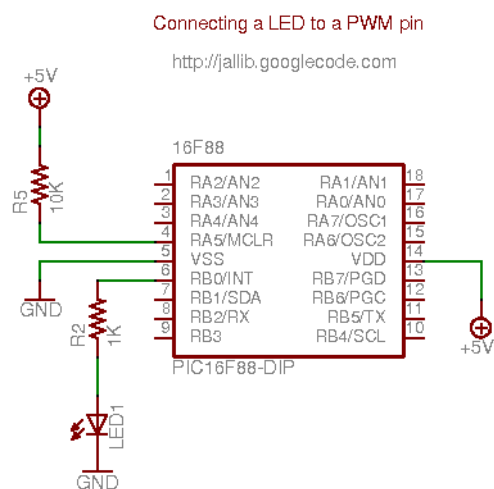 Connecting a LED to a PWM pin
http://jallib.googlecode.com
+5V
16F88
R5
10K
1 RA2/AN2 RA1/AN1 18
2 RA3/AN3 RA0/AN0 17
3 RA4/AN4 RA7/OSC1 16
4 RA5/MCLR RA6/OSC2 15
5 VSS VDD 14
6 RB0/INT RB7/PGD 13
7 RB1/SDA RB6/PGC 12
8 RB2/RX RB5/TX 11
9 RB3 RB4/SCL 10
GND
R2
1K
+5V
PIC16F88-DIP
LED1
GND